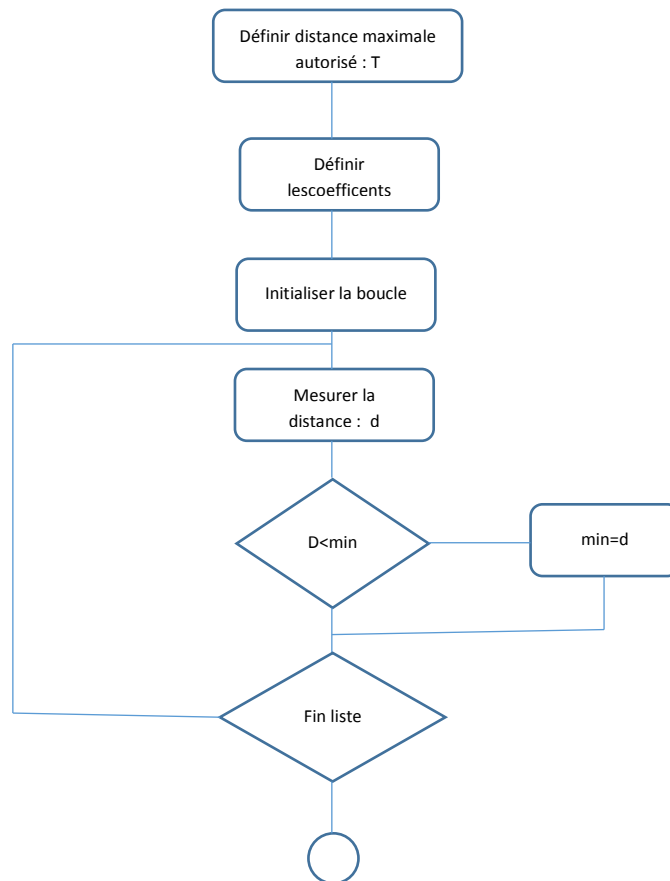 Définir distance maximale
autorisé : T
Définir
lescoefficents
Initialiser la boucle
Mesurer la
distance : d
D<min
min=d
Fin liste